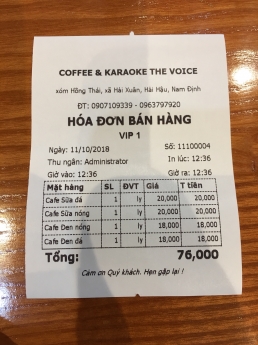 COFFEE & KARAOKE THE VOICE
xóm Hồng Thái, xã Hải Xuân, Hải Hậu, Nam Định
ĐT: 0907109339 - 0963797920
HÓA ĐƠN BÁN HÀNG
VIP 1
Ngày: 11/10/2018 Số: 11100004
Thu ngân: Administrator In lúc: 12:36
Giờ vào: 12:36 Giờ ra: 12:36
Mặt hàng SL ĐVT Giá T tiền
Cafe Sữa đá 1 ly 20,000 20,000
Cafe Sữa nóng 1 ly 20,000 20,000
Cafe Đen nóng 1 ly 18,000 18,000
Cafe Đen đá 1 ly 18,000 18,000
Tổng: 76,000
Cảm ơn Quý khách. Hẹn gặp lại !